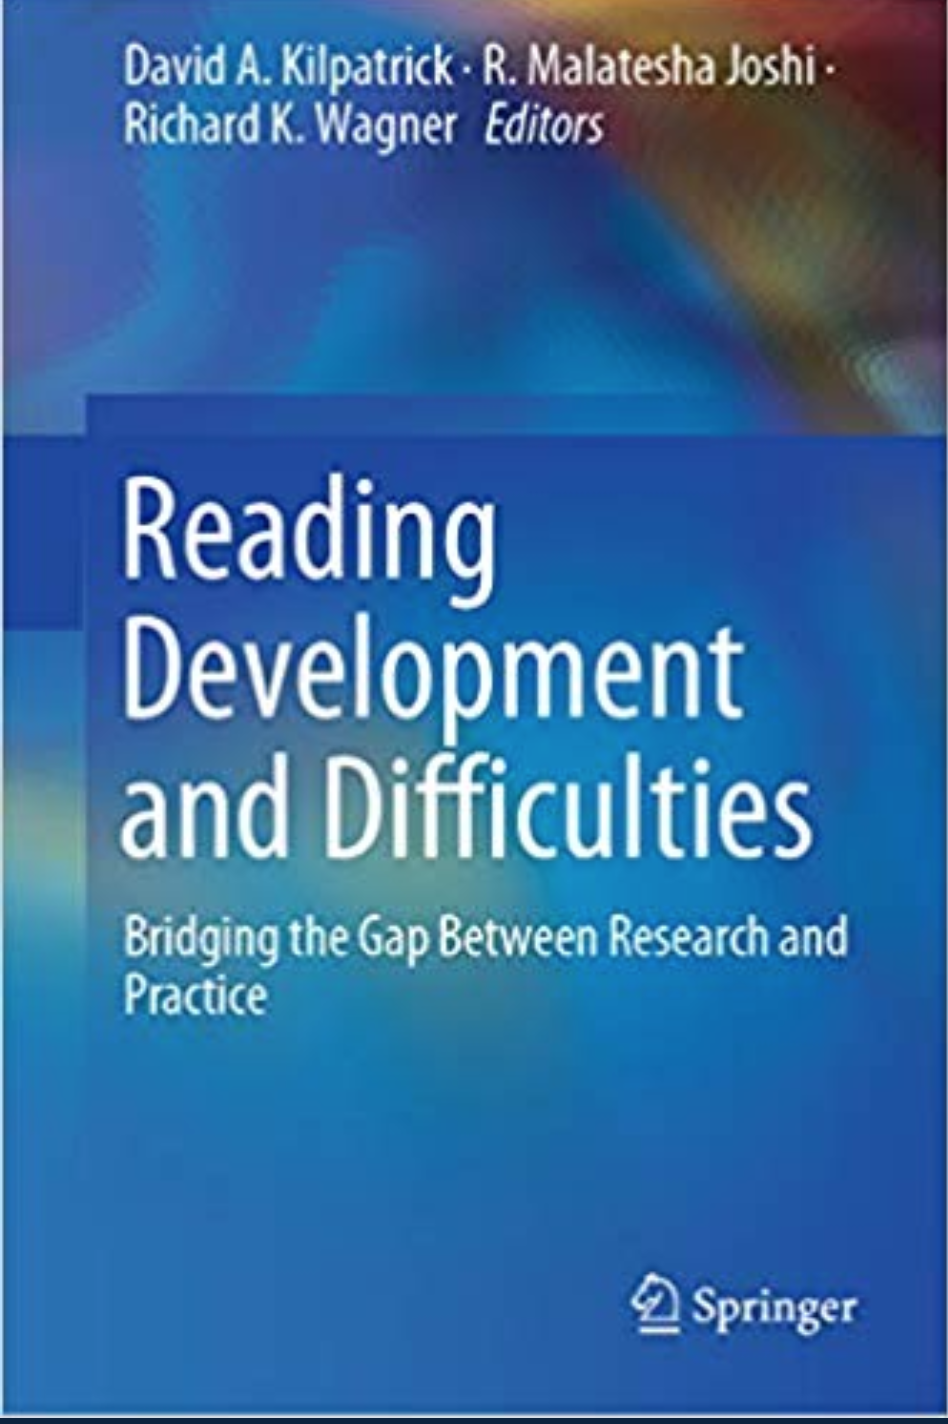 David A. Kilpatrick · R. Malatesha Joshi ·
Richard K. Wagner Editors
Reading
Development
and Difficulties
Bridging the Gap Between Research and
Practice
Springer